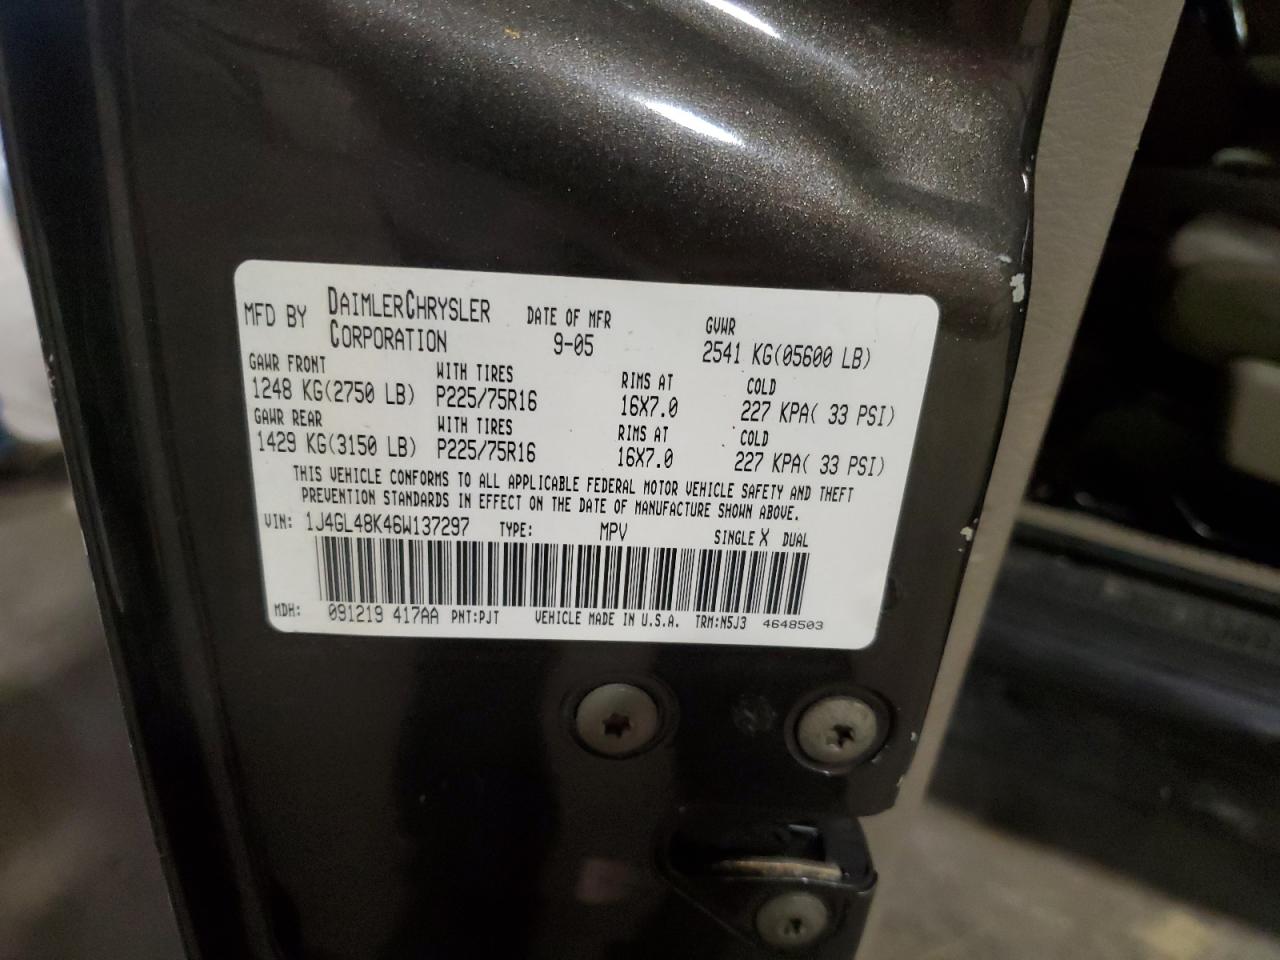 MFD BY DAIMLERCHRYSLER CORPORATION DATE OF MFR 9-05 GVWR 2541 KG(05600 LB)
GAWR FRONT WITH TIRES RIMS AT COLD
1248 KG(2750 LB) P225/75R16 16X7.0 227 KPA( 33 PSI)
GAWR REAR WITH TIRES RIMS AT COLD
1429 KG(3150 LB) P225/75R16 16X7.0 227 KPA( 33 PSI)
THIS VEHICLE CONFORMS TO ALL APPLICABLE FEDERAL MOTOR VEHICLE SAFETY AND THEFT
PREVENTION STANDARDS IN EFFECT ON THE DATE OF MANUFACTURE SHOWN ABOVE.
VIN: 1J4GL48K46W137297 TYPE: MPV SINGLE X DUAL
MDH: 091219 417AA PNT:PJT VEHICLE MADE IN U.S.A. TRM:N5J3 4648503